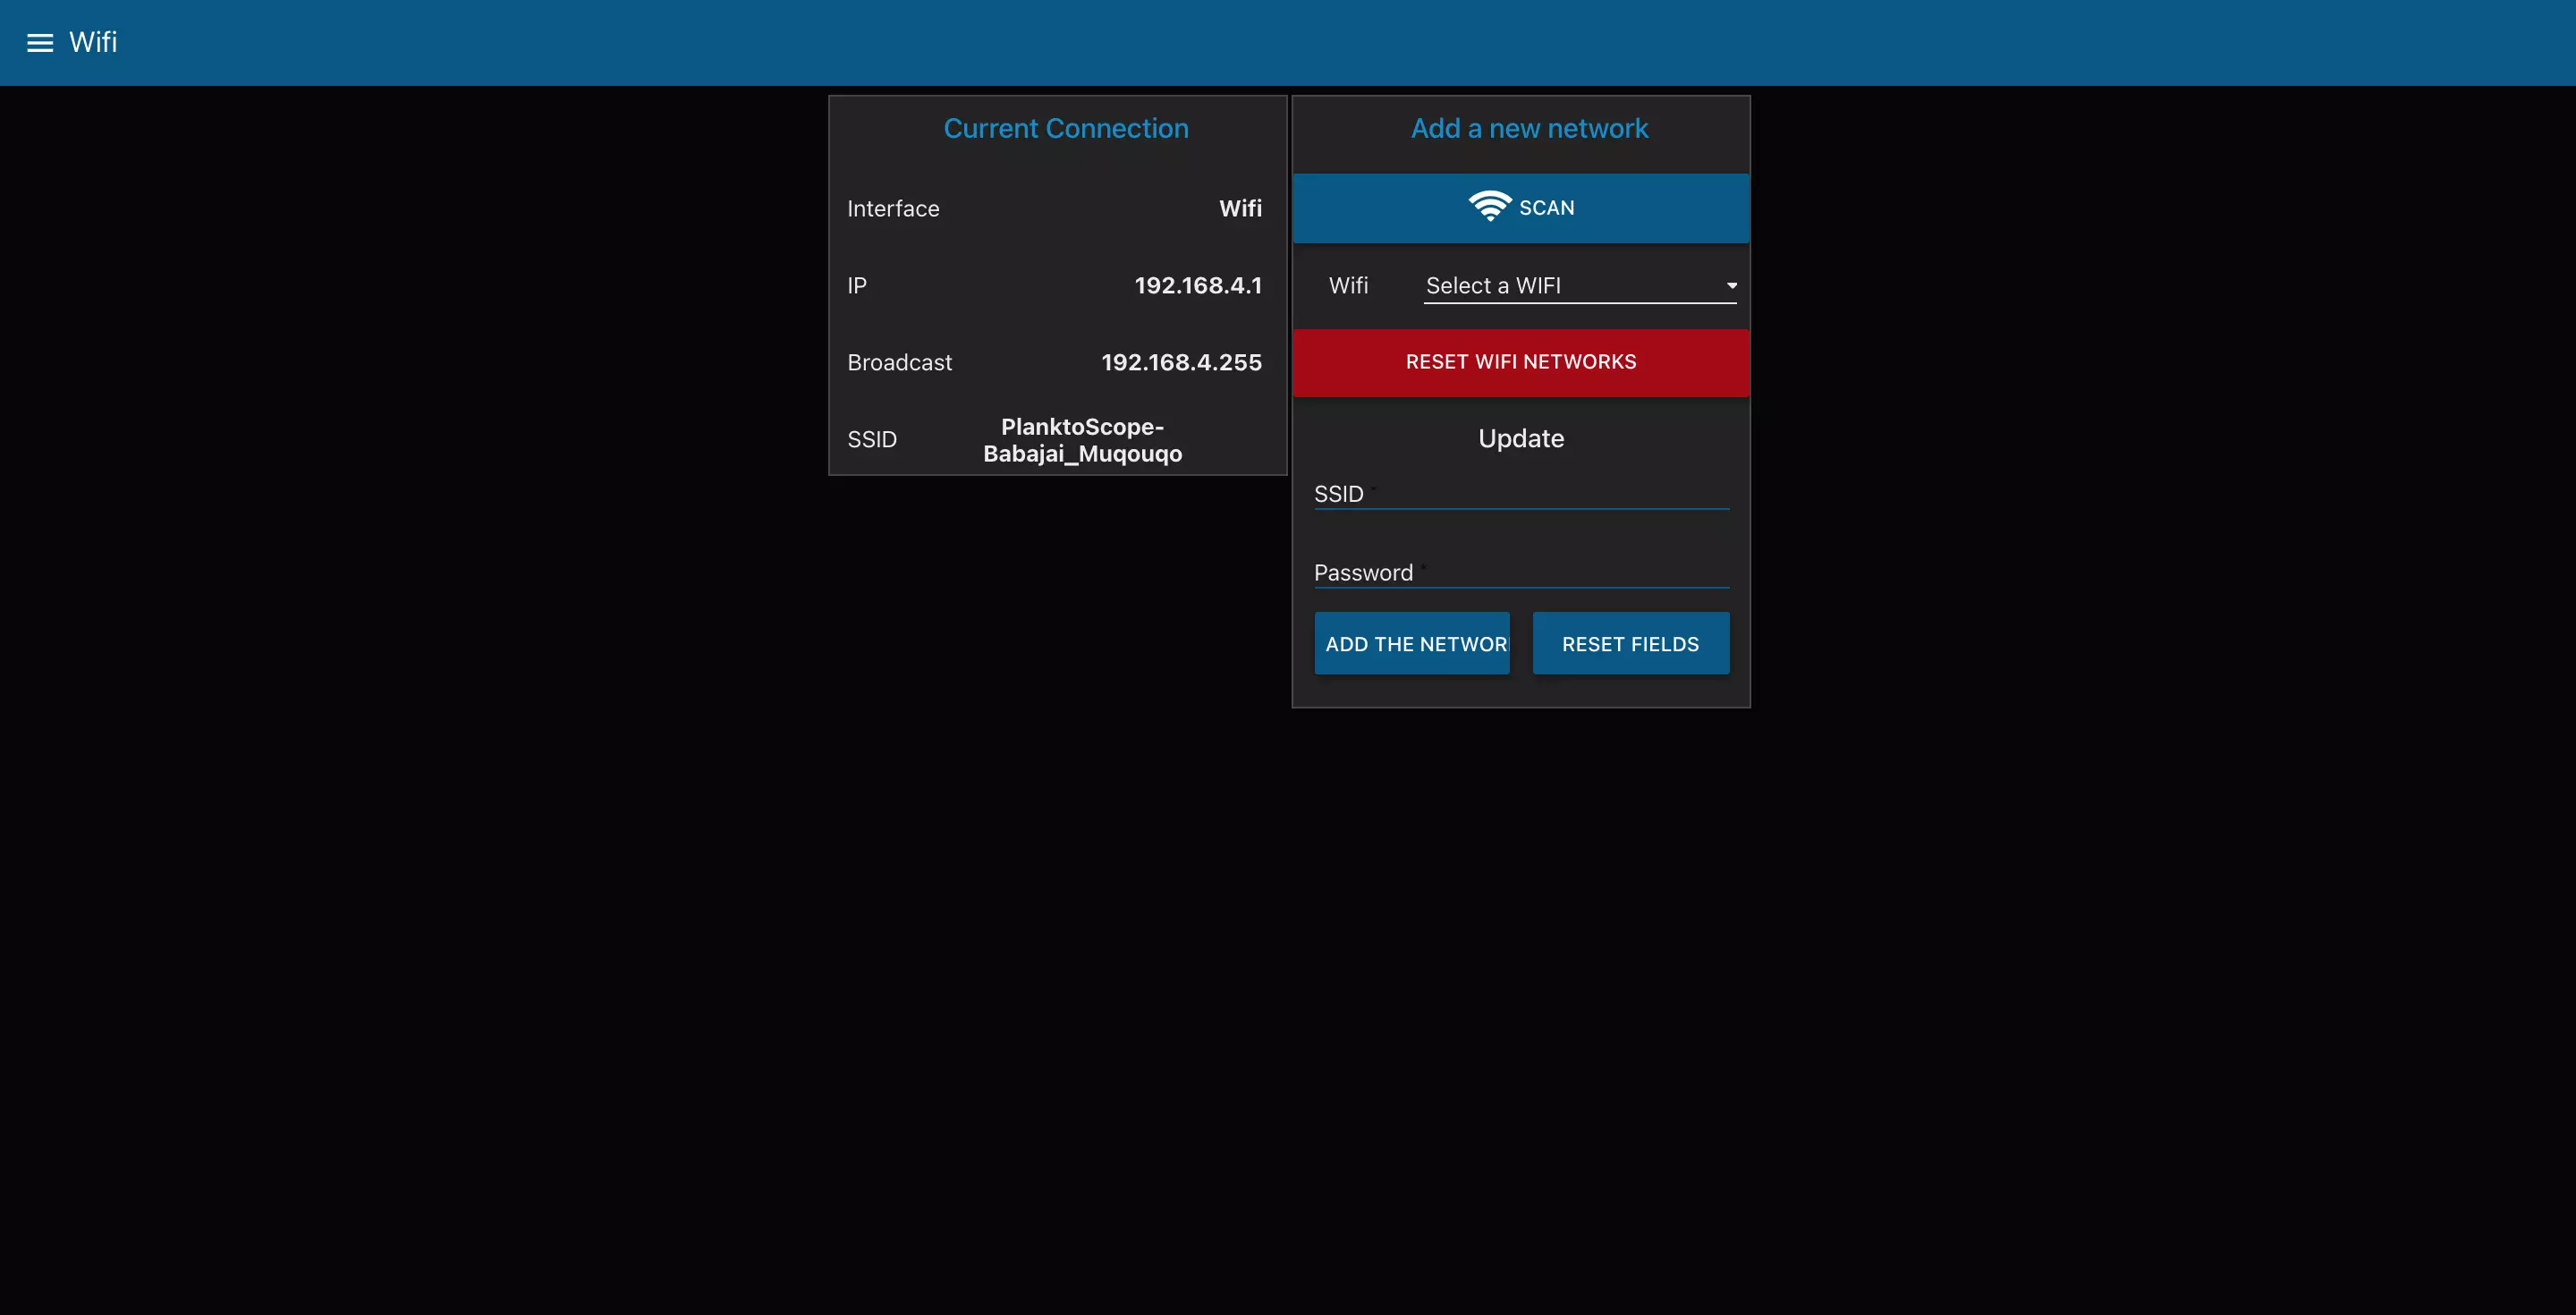 Wifi
Current Connection
Interface
Wifi
IP
192.168.4.1
Broadcast
192.168.4.255
SSID
PlanktoScope-
Babajai_Muqouqo
Add a new network
SCAN
Wifi
Select a WIFI
RESET WIFI NETWORKS
Update
SSID *
Password *
ADD THE NETWOR
RESET FIELDS